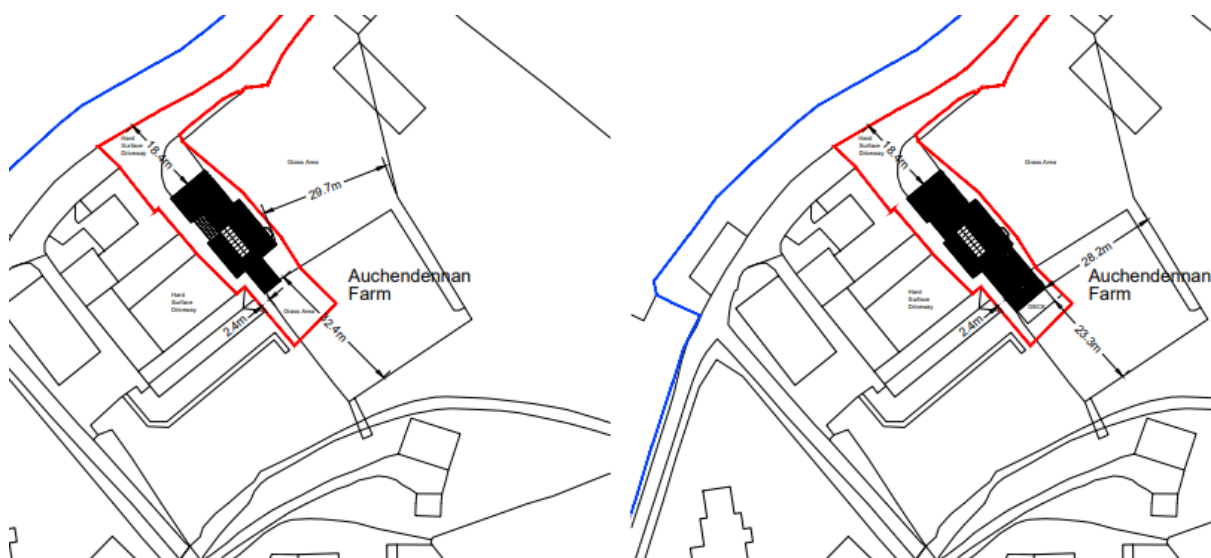 Hard
Surface
Driveway
18.4m
Grass Area
29.7m
Auchendennan
Farm
Hard
Surface
Driveway
Grass Area
2.4m
32.4m
Hard
Surface
Driveway
18.4m
Grass Area
28.2m
Auchendennan
Farm
Hard
Surface
Driveway
DECK
2.4m
23.3m